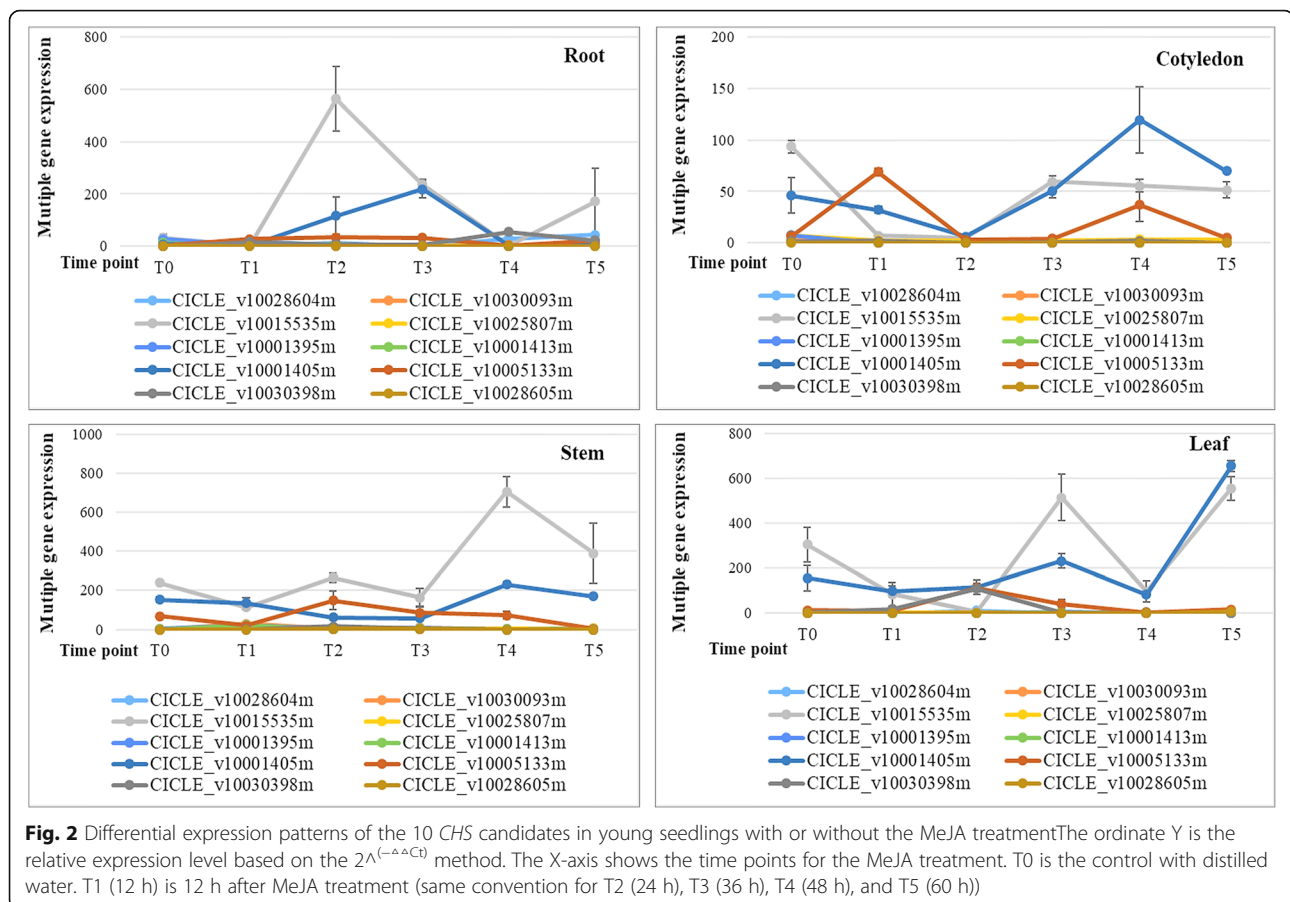 Root
Mutiple gene expression
800
600
400
200
0
Time point T0 T1 T2 T3 T4 T5
CICLE_v10028604m CICLE_v10030093m
CICLE_v10015535m CICLE_v10025807m
CICLE_v10001395m CICLE_v10001413m
CICLE_v10001405m CICLE_v10005133m
CICLE_v10030398m CICLE_v10028605m
Cotyledon
Mutiple gene expression
200
150
100
50
0
T0 T1 T2 T3 T4 T5
Time point
CICLE_v10028604m CICLE_v10030093m
CICLE_v10015535m CICLE_v10025807m
CICLE_v10001395m CICLE_v10001413m
CICLE_v10001405m CICLE_v10005133m
CICLE_v10030398m CICLE_v10028605m
Stem
Mutiple gene expression
1000
800
600
400
200
0
Time point T0 T1 T2 T3 T4 T5
CICLE_v10028604m CICLE_v10030093m
CICLE_v10015535m CICLE_v10025807m
CICLE_v10001395m CICLE_v10001413m
CICLE_v10001405m CICLE_v10005133m
CICLE_v10030398m CICLE_v10028605m
Leaf
Mutiple gene expression
800
600
400
200
0
T0 T1 T2 T3 T4 T5
Time point
CICLE_v10028604m CICLE_v10030093m
CICLE_v10015535m CICLE_v10025807m
CICLE_v10001395m CICLE_v10001413m
CICLE_v10001405m CICLE_v10005133m
CICLE_v10030398m CICLE_v10028605m
Fig. 2 Differential expression patterns of the 10 CHS candidates in young seedlings with or without the MeJA treatmentThe ordinate Y is the
relative expression level based on the 2^(−△△Ct) method. The X-axis shows the time points for the MeJA treatment. T0 is the control with distilled
water. T1 (12 h) is 12 h after MeJA treatment (same convention for T2 (24 h), T3 (36 h), T4 (48 h), and T5 (60 h))